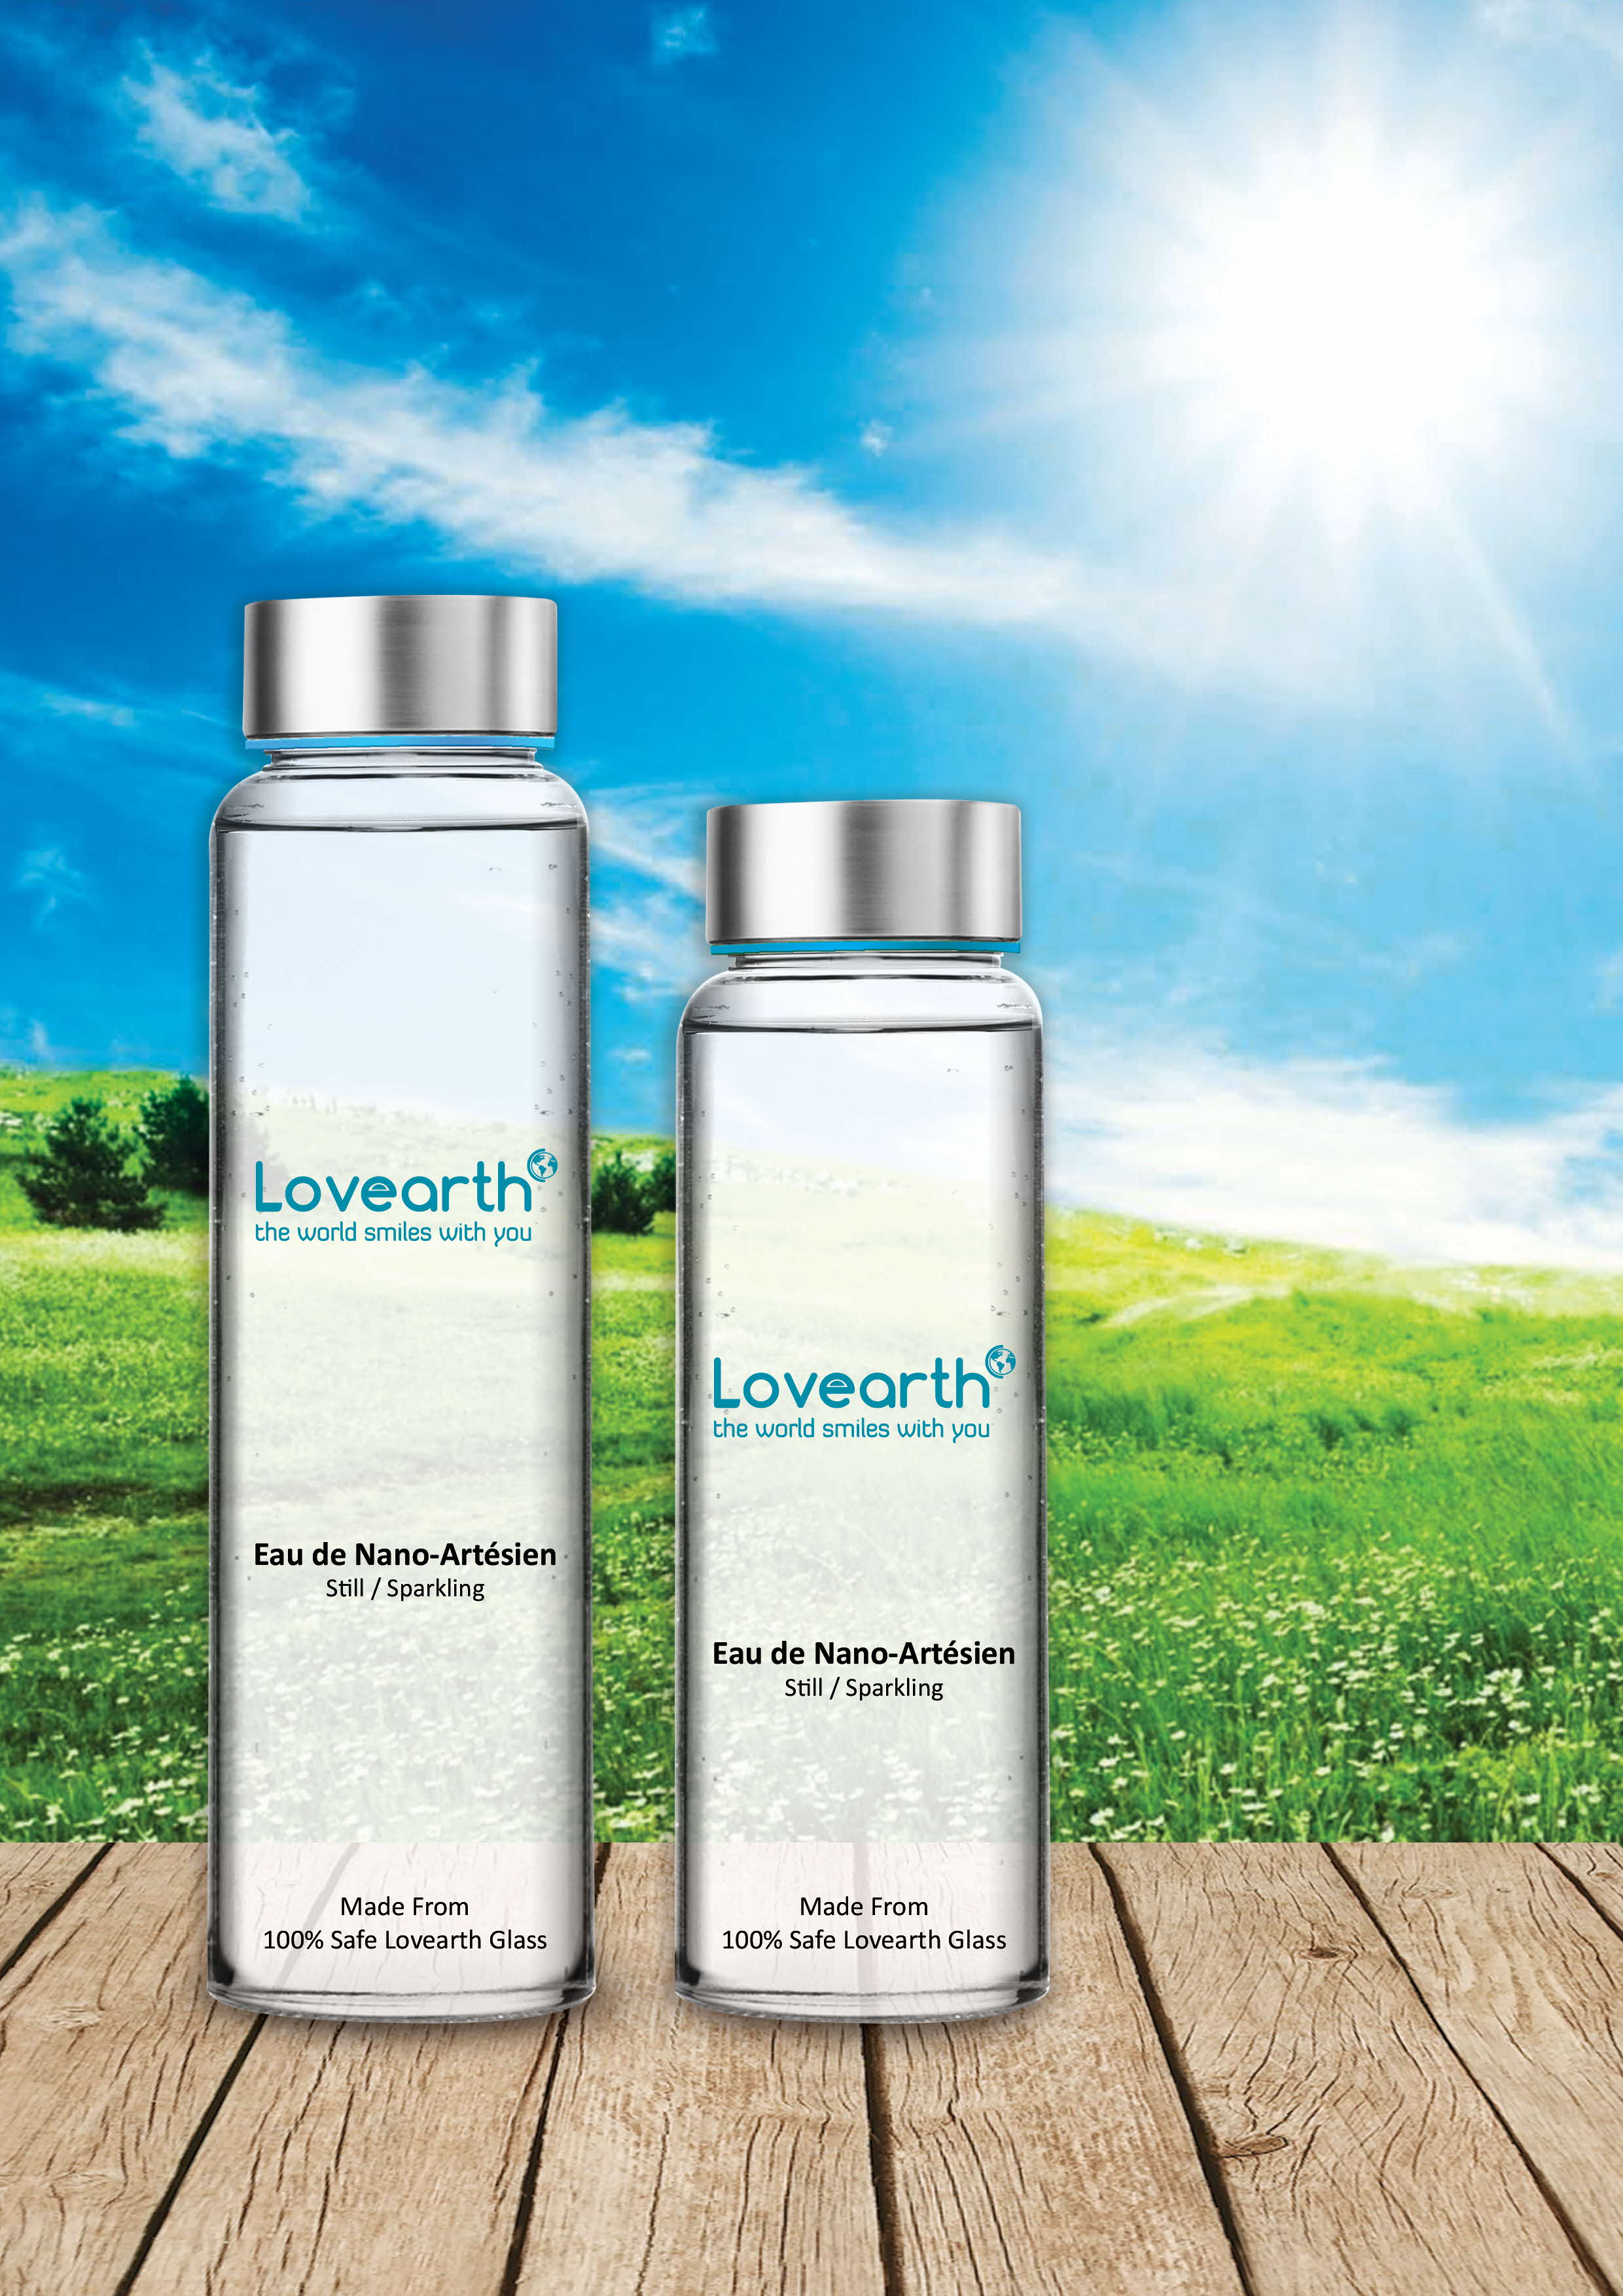 Lovearth
the world smiles with you
Eau de Nano-Artésien
Still / Sparkling
Made From
100% Safe Lovearth Glass
Lovearth
the world smiles with you
Eau de Nano-Artésien
Still / Sparkling
Made From
100% Safe Lovearth Glass